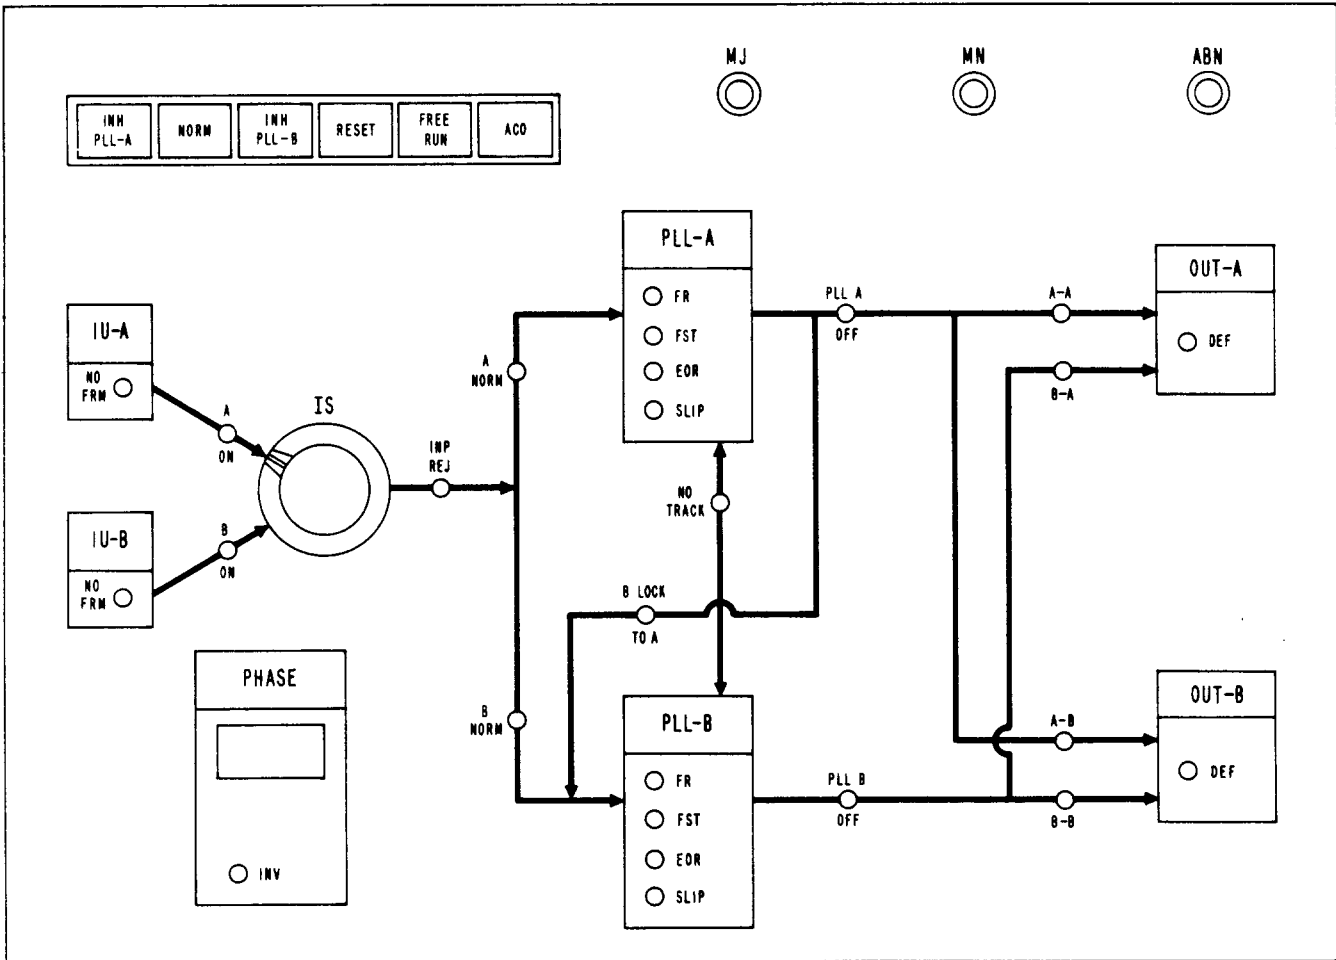 MJ
MN
ABN
INH
PLL-A
NORM
INH
PLL-B
RESET
FREE
RUN
ACO
PLL-A
FR
FST
EOR
SLIP
OUT-A
DEF
PLL A
OFF
A-A
B-A
IU-A
NO
FRM
A
ON
IS
A
NORM
INP
REJ
NO
TRACK
IU-B
NO
FRM
B
ON
B LOCK
TO A
PHASE
INV
B
NORM
PLL-B
FR
FST
EOR
SLIP
PLL B
OFF
A-B
B-B
OUT-B
DEF